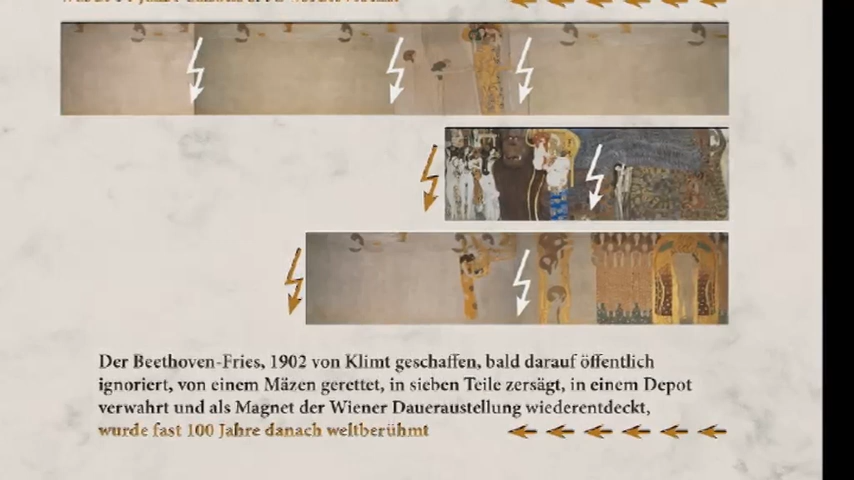 Der Beethoven-Fries, 1902 von Klimt geschaffen, bald darauf öffentlich
ignoriert, von einem Mäzen gerettet, in sieben Teile zersägt, in einem Depot
verwahrt und als Magnet der Wiener Daueraustellung wiederentdeckt,
wurde fast 100 Jahre danach weltberühmt